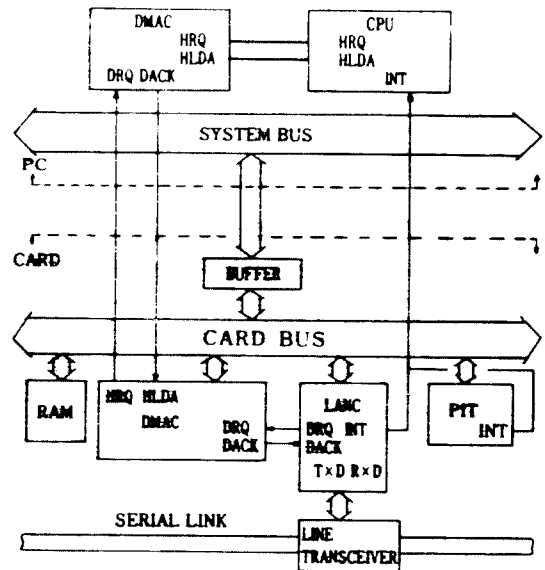 DMAC
CPU
HRQ
HLDA
DRQ DACK
HRQ
HLDA
INT
SYSTEM BUS
PC
CARD
BUFFER
CARD BUS
RAM
HRQ HLDA
DMAC
DRQ
DACK
LANC
DRQ INT
DACK
T×D R×D
PIT
INT
SERIAL LINK
LINE
TRANSCEIVER